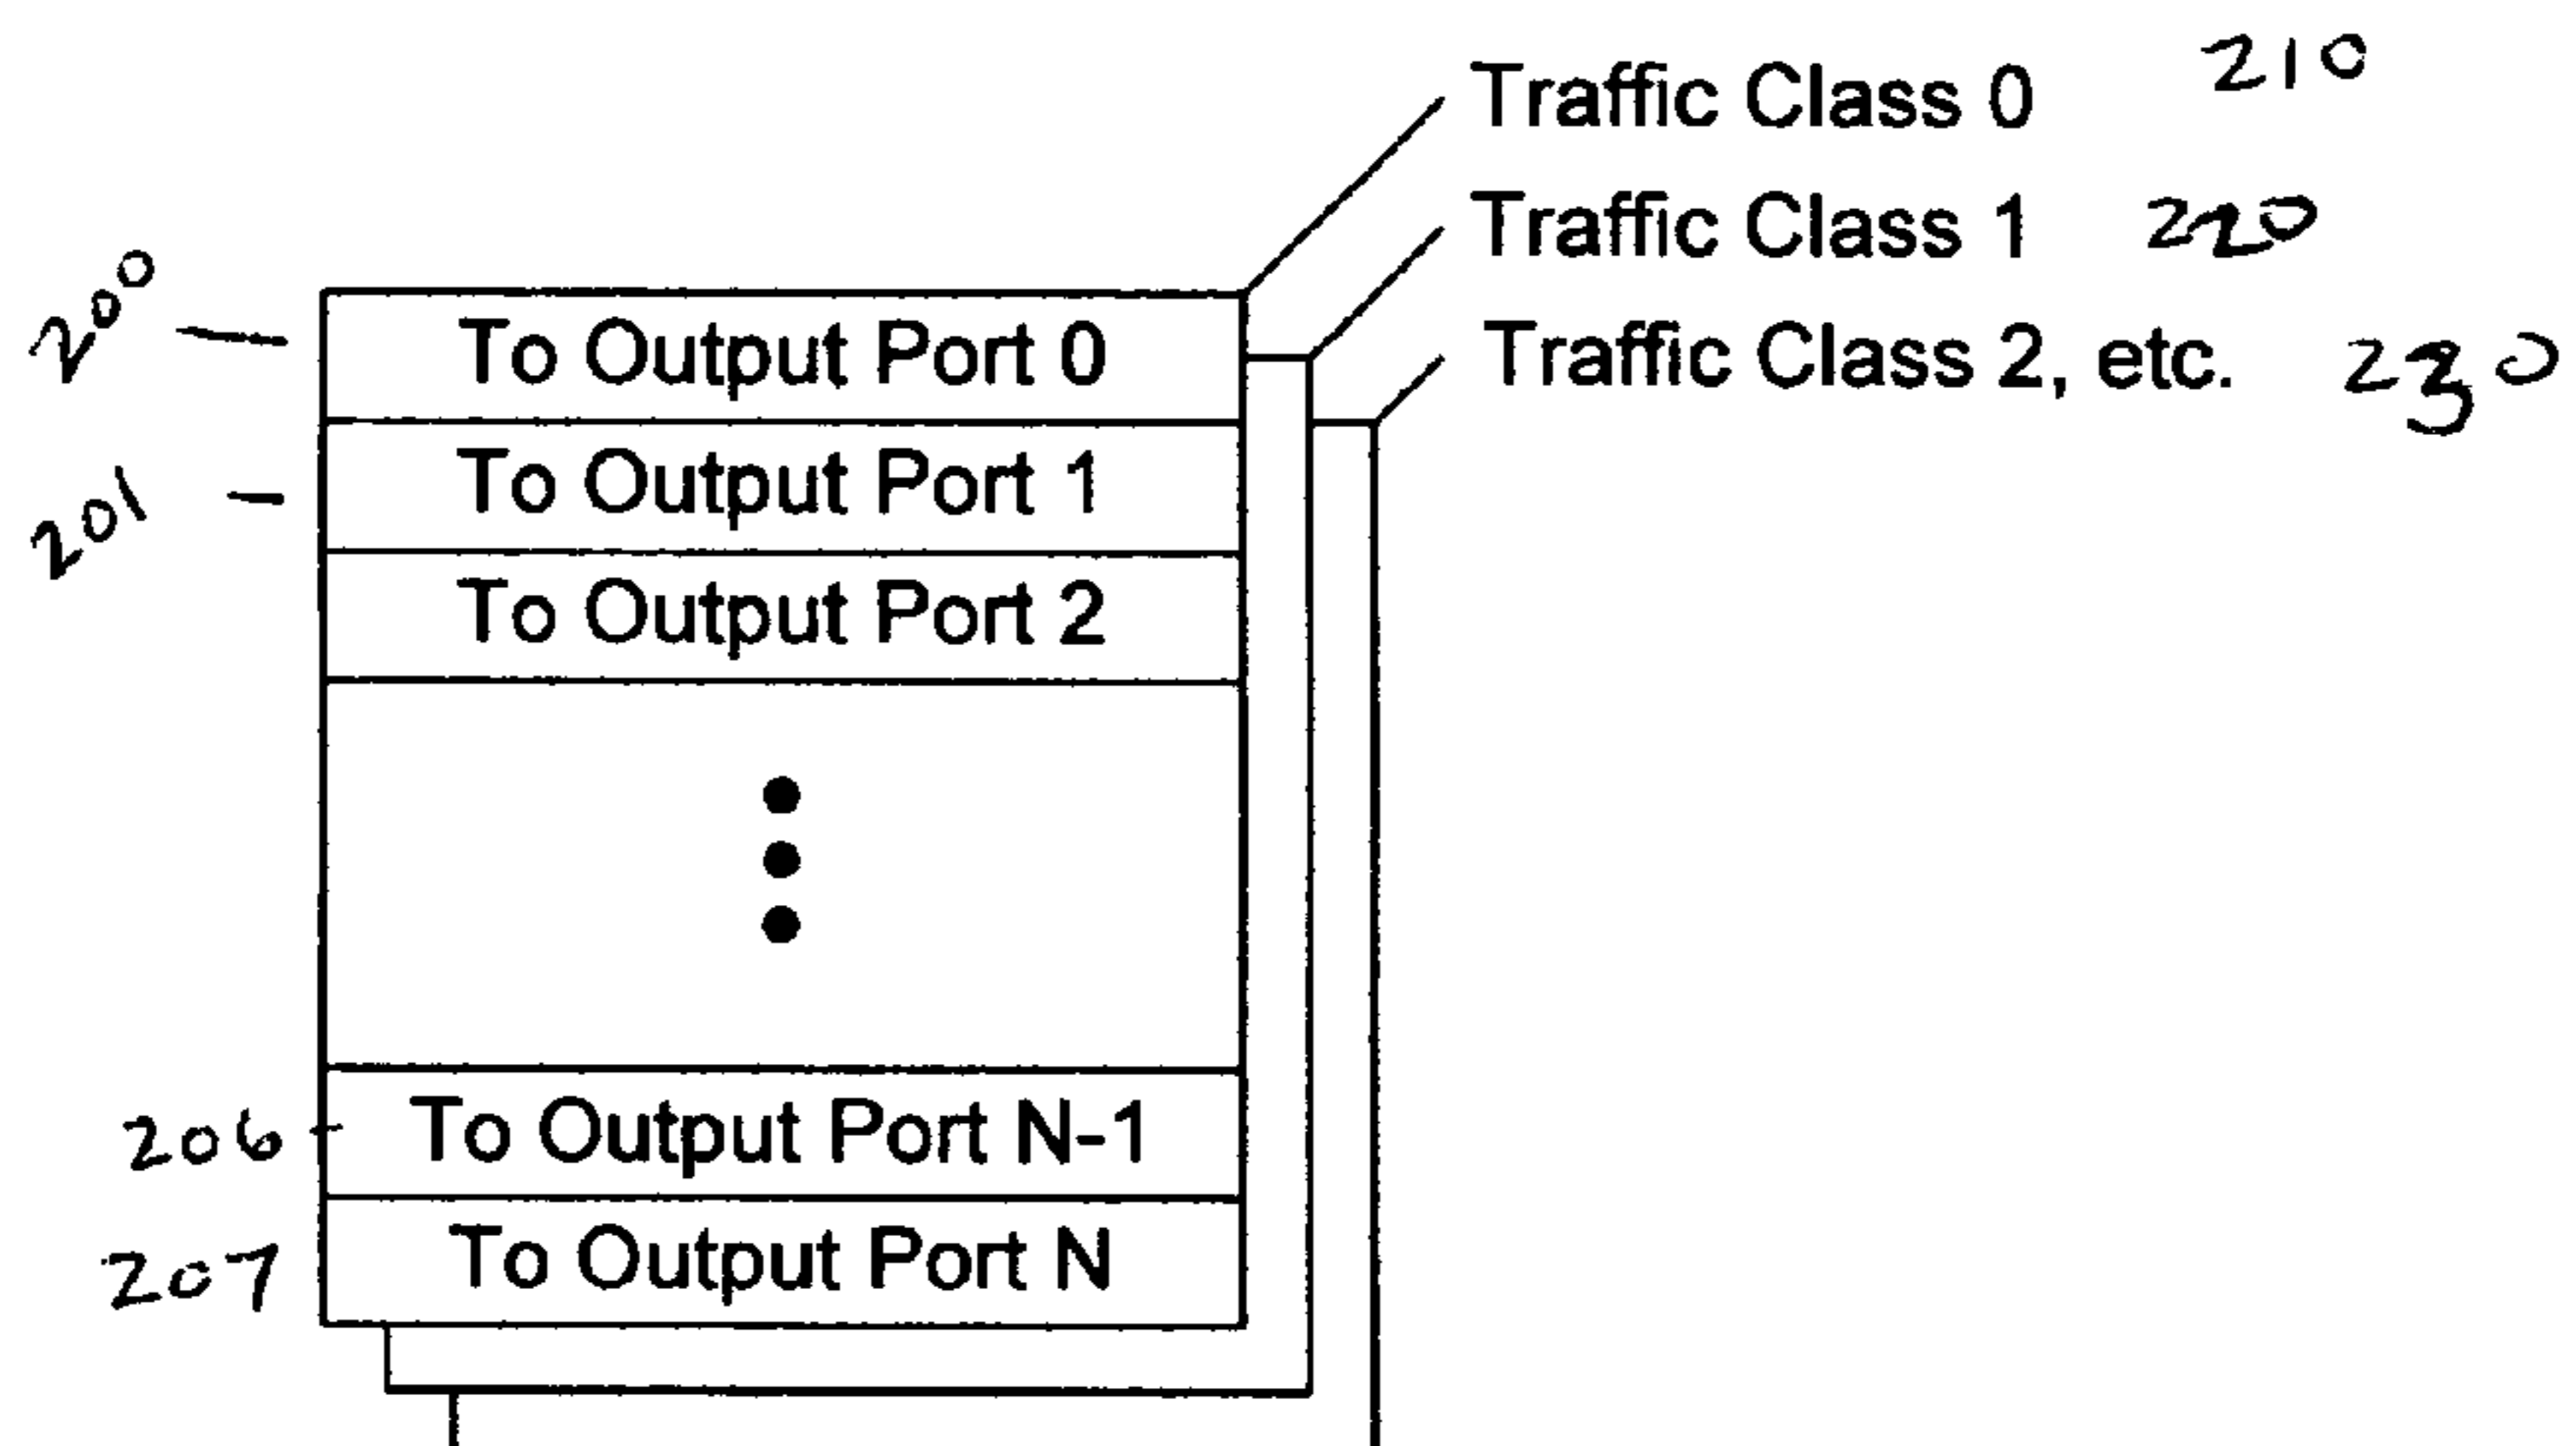 Traffic Class 0 210
Traffic Class 1 220
Traffic Class 2, etc. 230
200 To Output Port 0
201 To Output Port 1
To Output Port 2
206 To Output Port N-1
207 To Output Port N